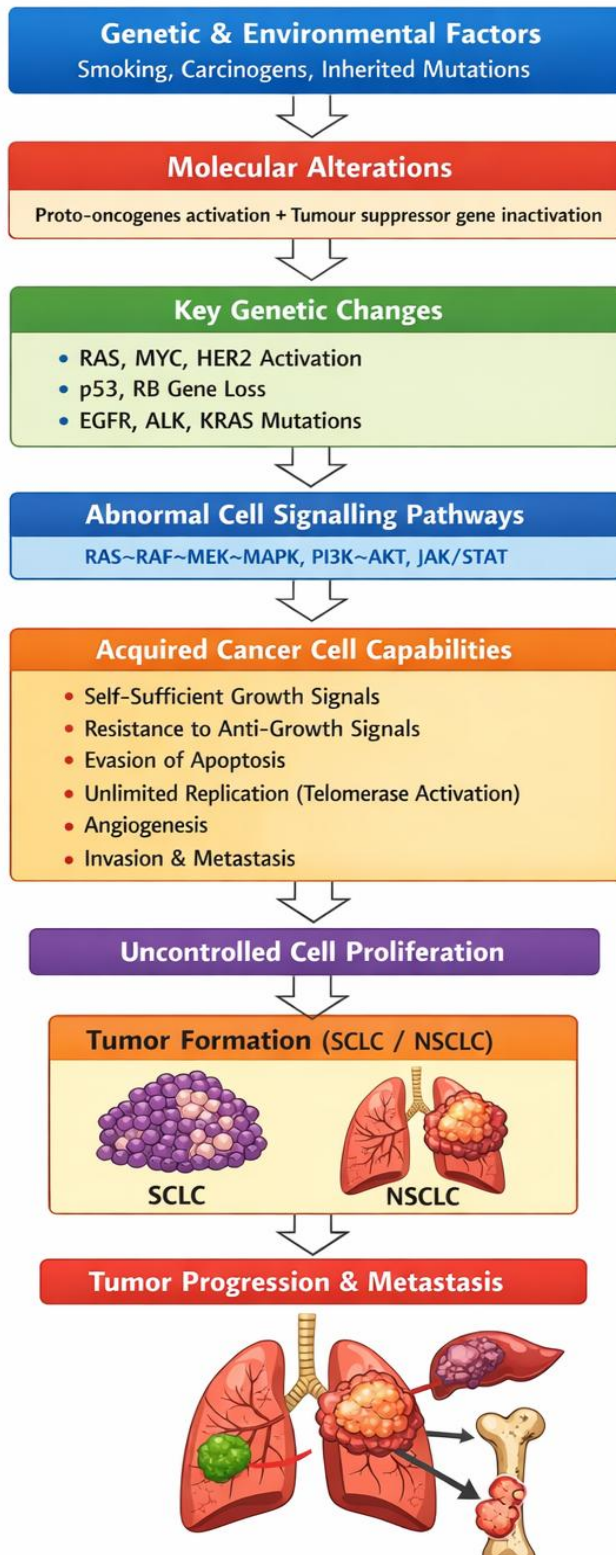 Genetic & Environmental Factors
Smoking, Carcinogens, Inherited Mutations
Molecular Alterations
Proto-oncogenes activation + Tumour suppressor gene inactivation
Key Genetic Changes
• RAS, MYC, HER2 Activation
• p53, RB Gene Loss
• EGFR, ALK, KRAS Mutations
Abnormal Cell Signalling Pathways
RAS~RAF~MEK~MAPK, PI3K~AKT, JAK/STAT
Acquired Cancer Cell Capabilities
• Self-Sufficient Growth Signals
• Resistance to Anti-Growth Signals
• Evasion of Apoptosis
• Unlimited Replication (Telomerase Activation)
• Angiogenesis
• Invasion & Metastasis
Uncontrolled Cell Proliferation
Tumor Formation (SCLC / NSCLC)
SCLC
NSCLC
Tumor Progression & Metastasis